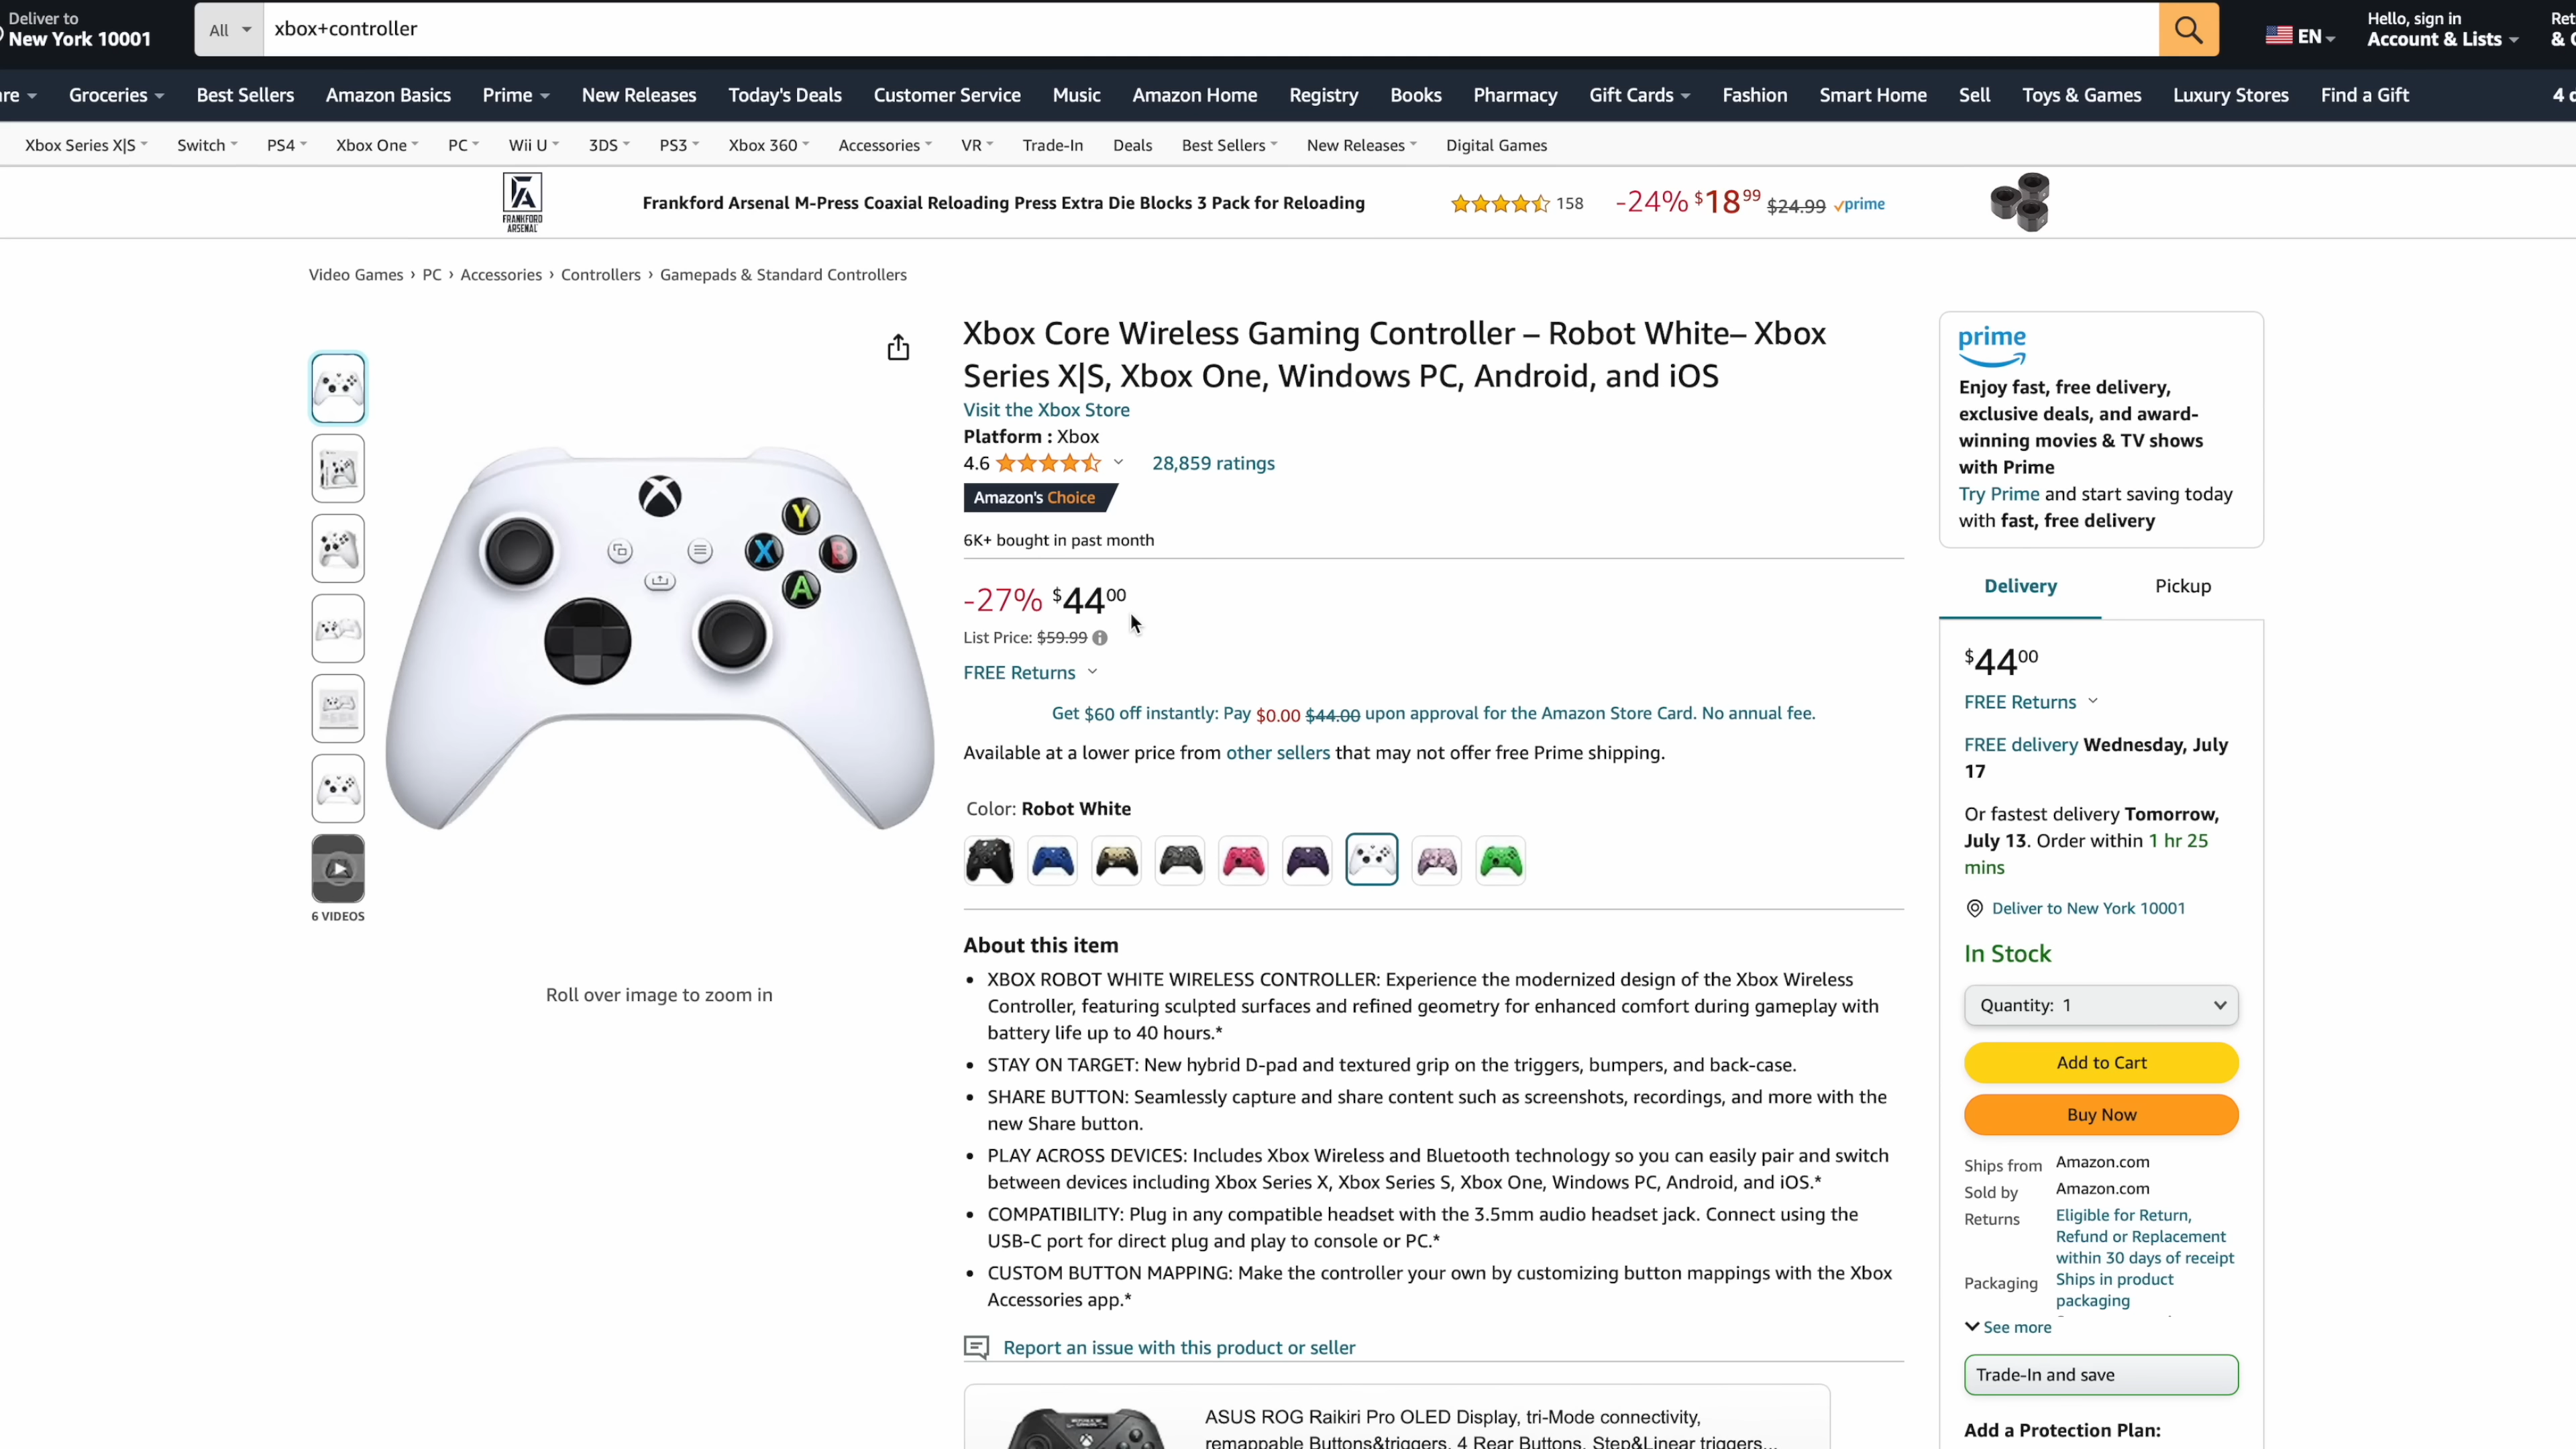 Deliver to
New York 10001
All
xbox+controller
EN
Hello, sign in
Account & Lists
Ret
& O
re
Groceries
Best Sellers
Amazon Basics
Prime
New Releases
Today's Deals
Customer Service
Music
Amazon Home
Registry
Books
Pharmacy
Gift Cards
Fashion
Smart Home
Sell
Toys & Games
Luxury Stores
Find a Gift
4
Xbox Series X|S
Switch
PS4
Xbox One
PC
Wii U
3DS
PS3
Xbox 360
Accessories
VR
Trade-In
Deals
Best Sellers
New Releases
Digital Games
FRANKFORD
ARSENAL
Frankford Arsenal M-Press Coaxial Reloading Press Extra Die Blocks 3 Pack for Reloading
158
-24% $18 99 $24.99 prime
Video Games › PC › Accessories › Controllers › Gamepads & Standard Controllers
Y
X
B
A
6 VIDEOS
Roll over image to zoom in
Xbox Core Wireless Gaming Controller – Robot White– Xbox
Series X|S, Xbox One, Windows PC, Android, and iOS
Visit the Xbox Store
Platform : Xbox
4.6
28,859 ratings
Amazon's Choice
6K+ bought in past month
-27% $44 00
List Price: $59.99
FREE Returns
Get $60 off instantly: Pay $0.00 $44.00 upon approval for the Amazon Store Card. No annual fee.
Available at a lower price from other sellers that may not offer free Prime shipping.
Color: Robot White
About this item
• XBOX ROBOT WHITE WIRELESS CONTROLLER: Experience the modernized design of the Xbox Wireless
Controller, featuring sculpted surfaces and refined geometry for enhanced comfort during gameplay with
battery life up to 40 hours.*
• STAY ON TARGET: New hybrid D-pad and textured grip on the triggers, bumpers, and back-case.
• SHARE BUTTON: Seamlessly capture and share content such as screenshots, recordings, and more with the
new Share button.
• PLAY ACROSS DEVICES: Includes Xbox Wireless and Bluetooth technology so you can easily pair and switch
between devices including Xbox Series X, Xbox Series S, Xbox One, Windows PC, Android, and iOS.*
• COMPATIBILITY: Plug in any compatible headset with the 3.5mm audio headset jack. Connect using the
USB-C port for direct plug and play to console or PC.*
• CUSTOM BUTTON MAPPING: Make the controller your own by customizing button mappings with the Xbox
Accessories app.*
Report an issue with this product or seller
ASUS ROG Raikiri Pro OLED Display, tri-Mode connectivity,
remappable Buttons&triggers, 4 Rear Buttons, Step&Linear triggers...
prime
Enjoy fast, free delivery,
exclusive deals, and award-
winning movies & TV shows
with Prime
Try Prime and start saving today
with fast, free delivery
Delivery
Pickup
$44 00
FREE Returns
FREE delivery Wednesday, July
17
Or fastest delivery Tomorrow,
July 13. Order within 1 hr 25
mins
Deliver to New York 10001
In Stock
Quantity: 1
Add to Cart
Buy Now
Ships from Amazon.com
Sold by Amazon.com
Returns Eligible for Return,
Refund or Replacement
within 30 days of receipt
Packaging Ships in product
packaging
See more
Trade-In and save
Add a Protection Plan: